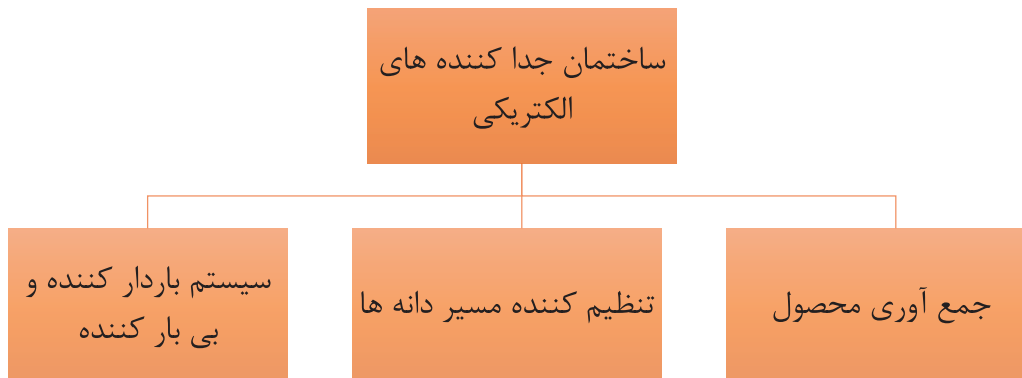 ساختمان جدا کننده های
الکتریکی
جمع آوری محصول
تنظیم کننده مسیر دانه ها
سیستم باردار کننده و
بی بار کننده